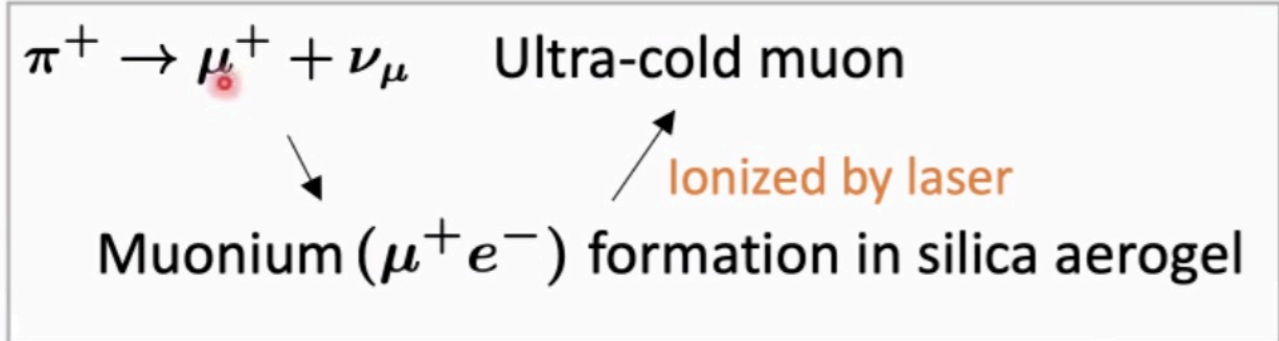 π⁺ → μ⁺ + ν_μ Ultra-cold muon
Ionized by laser
Muonium (μ⁺e⁻) formation in silica aerogel